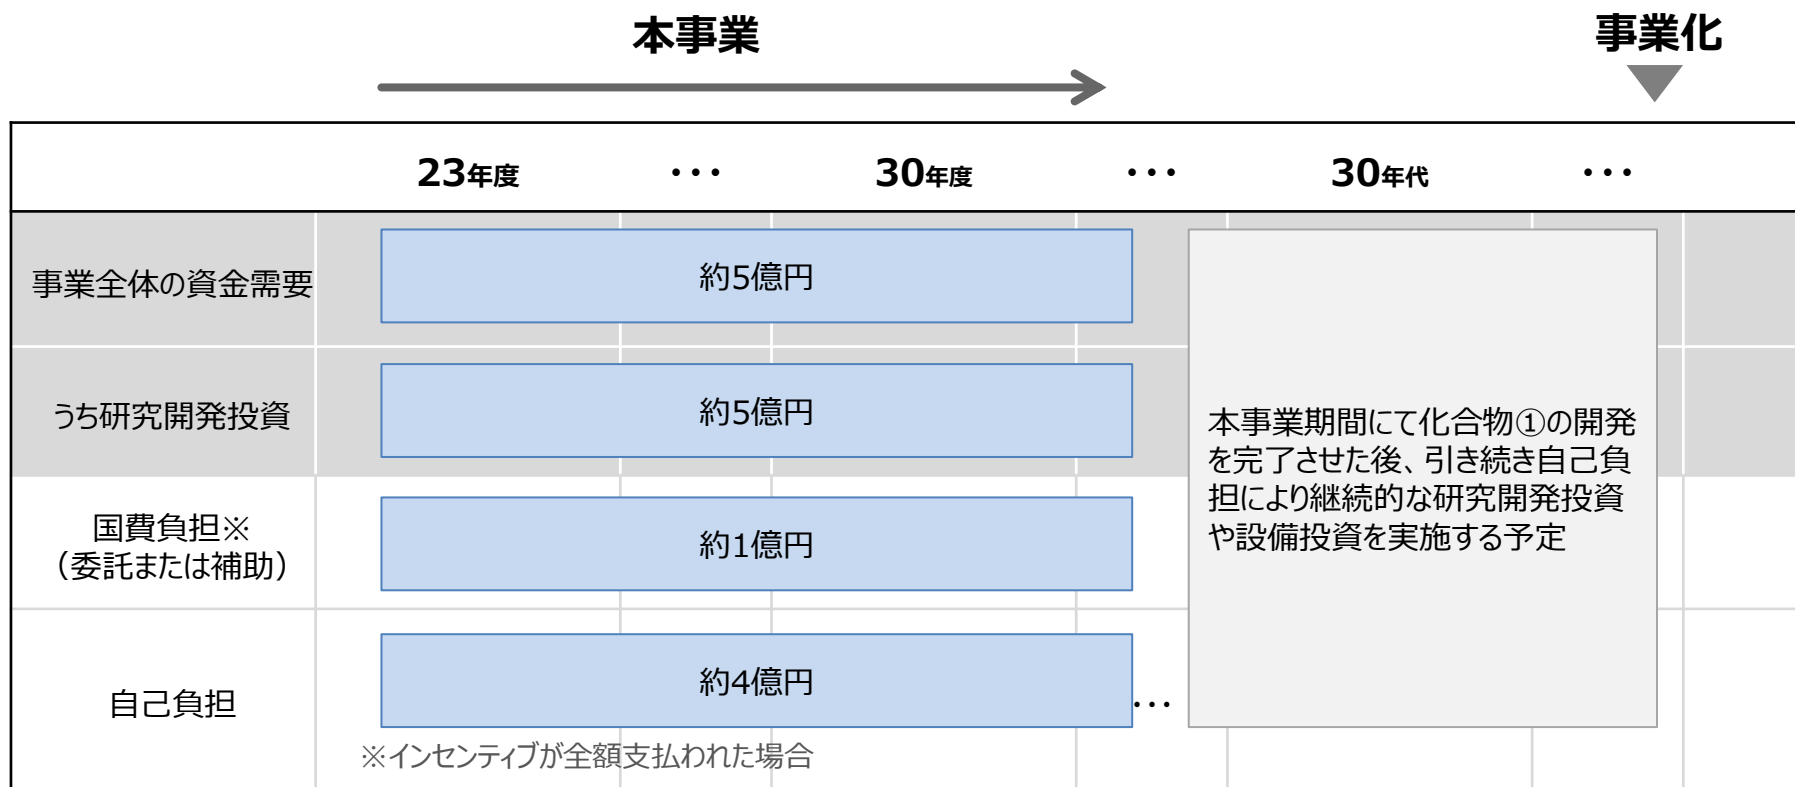 本事業
事業化
23年度 ・・・ 30年度 ・・・ 30年代 ・・・
事業全体の資金需要
約5億円
うち研究開発投資
約5億円
国費負担※
（委託または補助）
約1億円
自己負担
約4億円
・・・
本事業期間にて化合物①の開発
を完了させた後、引き続き自己負
担により継続的な研究開発投資
や設備投資を実施する予定
※インセンティブが全額支払われた場合